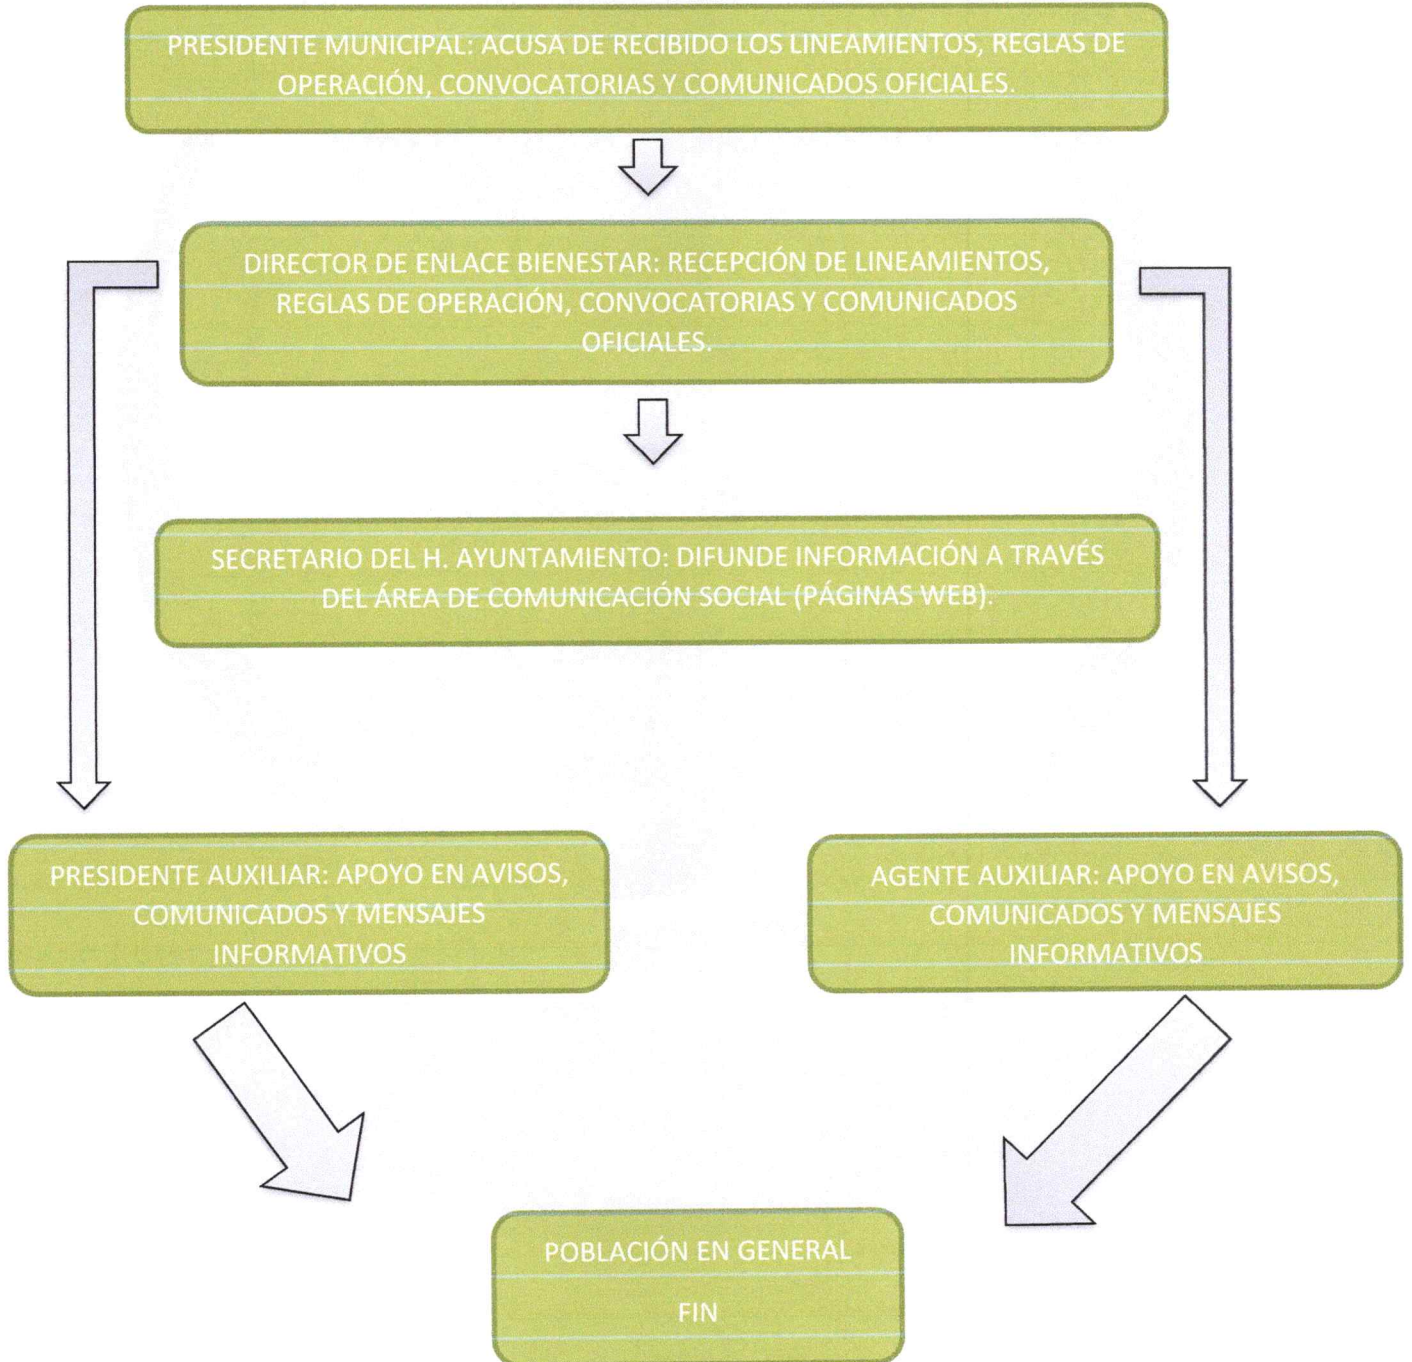 PRESIDENTE MUNICIPAL: ACUSA DE RECIBIDO LOS LINEAMIENTOS, REGLAS DE
OPERACIÓN, CONVOCATORIAS Y COMUNICADOS OFICIALES.
DIRECTOR DE ENLACE BIENESTAR: RECEPCIÓN DE LINEAMIENTOS,
REGLAS DE OPERACIÓN, CONVOCATORIAS Y COMUNICADOS
OFICIALES.
SECRETARIO DEL H. AYUNTAMIENTO: DIFUNDE INFORMACIÓN A TRAVÉS
DEL ÁREA DE COMUNICACIÓN SOCIAL (PÁGINAS WEB).
PRESIDENTE AUXILIAR: APOYO EN AVISOS,
COMUNICADOS Y MENSAJES
INFORMATIVOS
AGENTE AUXILIAR: APOYO EN AVISOS,
COMUNICADOS Y MENSAJES
INFORMATIVOS
POBLACIÓN EN GENERAL
FIN